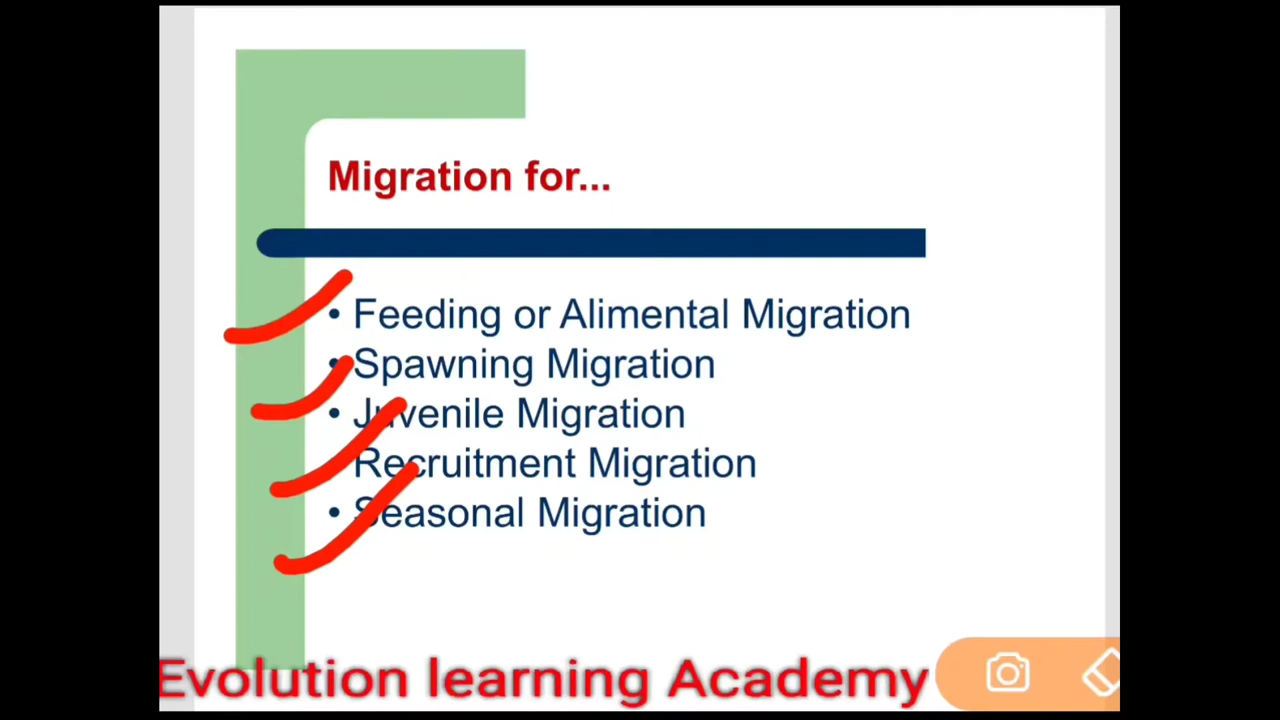 Migration for...
• Feeding or Alimental Migration
• Spawning Migration
• Juvenile Migration
Recruitment Migration
• Seasonal Migration
Evolution learning Academy